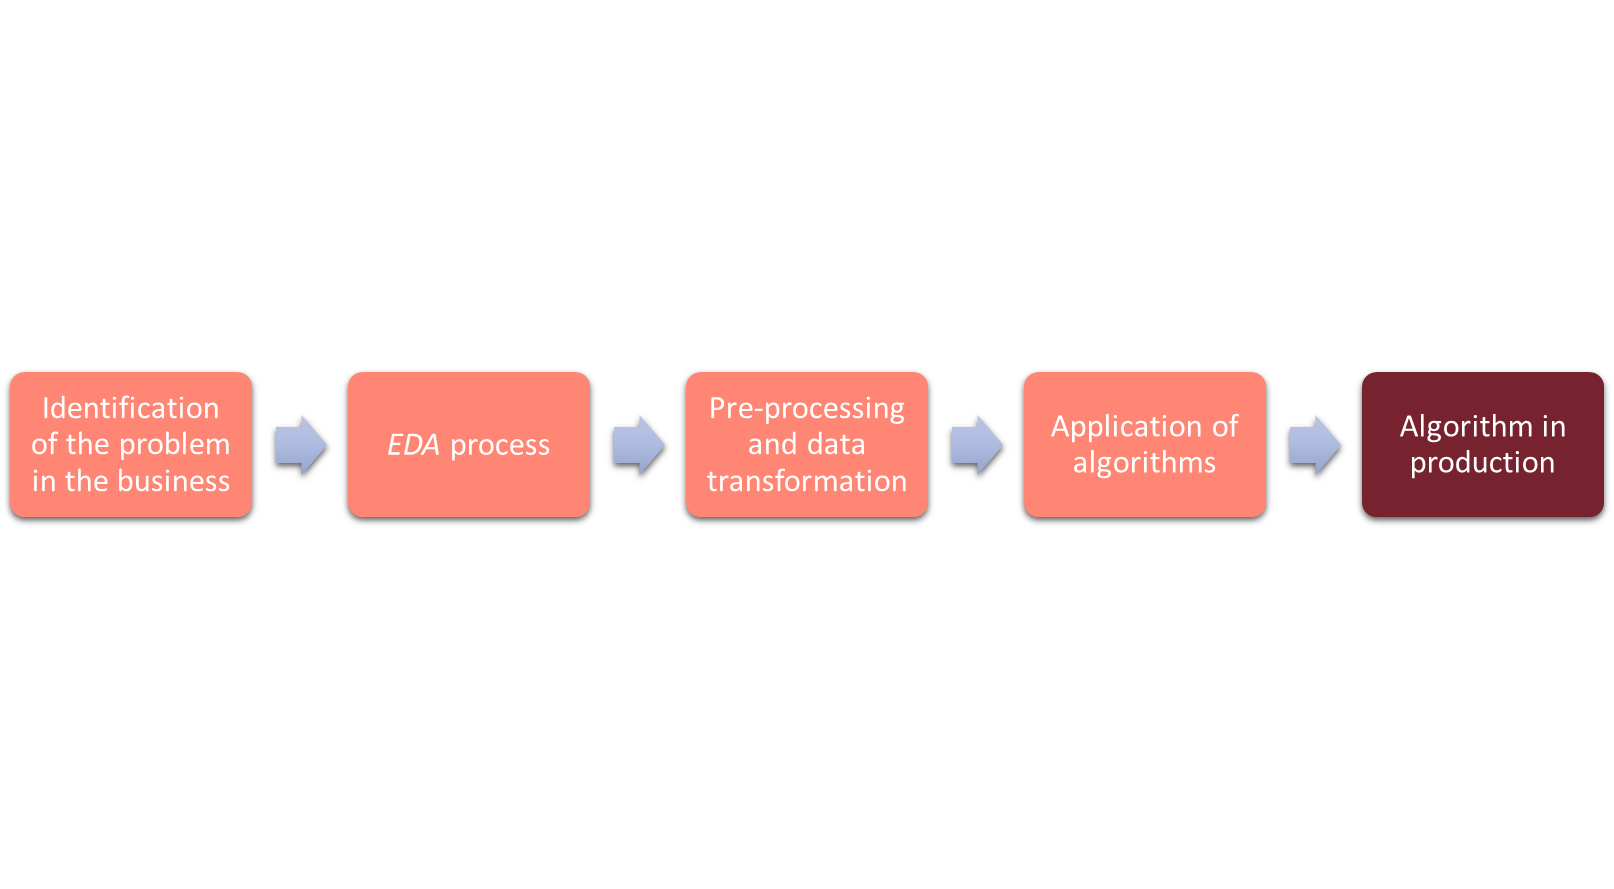 Identification
of the problem
in the business
EDA process
Pre-processing
and data
transformation
Application of
algorithms
Algorithm in
production